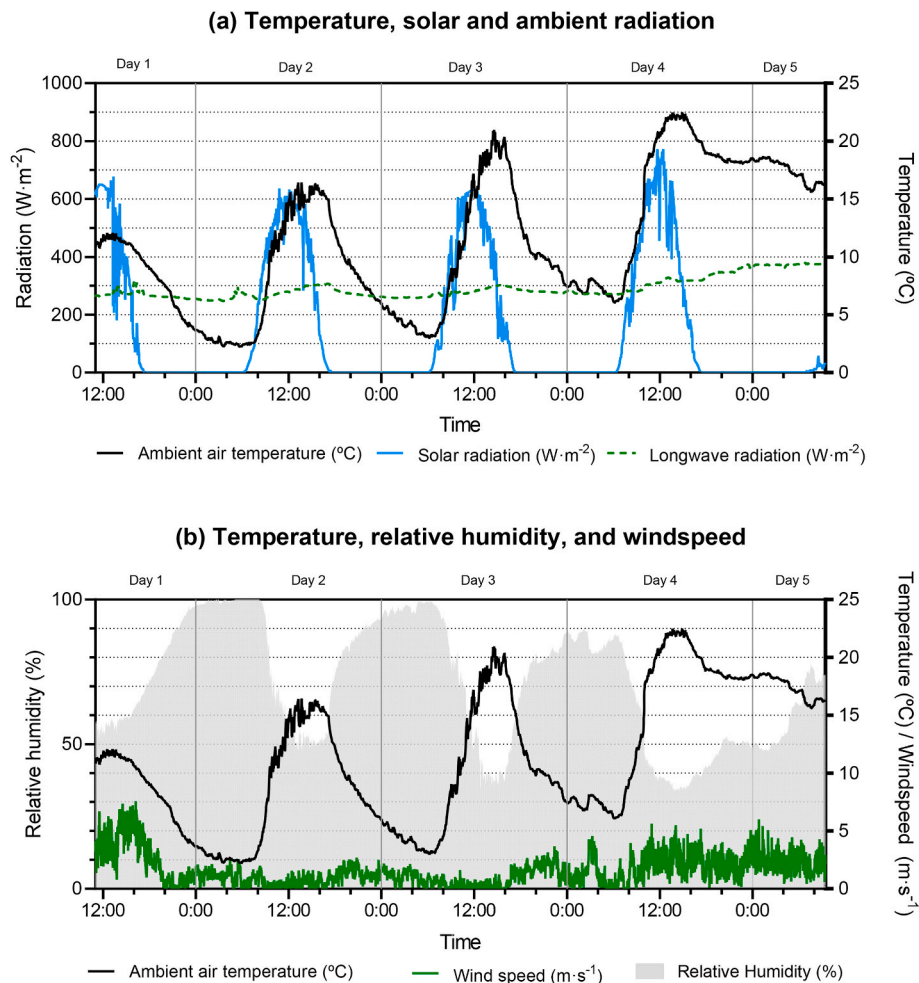 (a) Temperature, solar and ambient radiation
Day 1 Day 2 Day 3 Day 4 Day 5
1000 25
800 20
600 15
400 10
200 5
0 0
Radiation (W·m⁻²)
Temperature (ºC)
12:00 0:00 12:00 0:00 12:00 0:00 12:00 0:00
Time
Ambient air temperature (ºC) Solar radiation (W·m⁻²) Longwave radiation (W·m⁻²)
(b) Temperature, relative humidity, and windspeed
Day 1 Day 2 Day 3 Day 4 Day 5
100 25
20
15
50
10
5
0 0
Relative humidity (%)
Temperature (ºC) / Windspeed (m·s⁻¹)
12:00 0:00 12:00 0:00 12:00 0:00 12:00 0:00
Time
Ambient air temperature (ºC) Wind speed (m·s⁻¹) Relative Humidity (%)